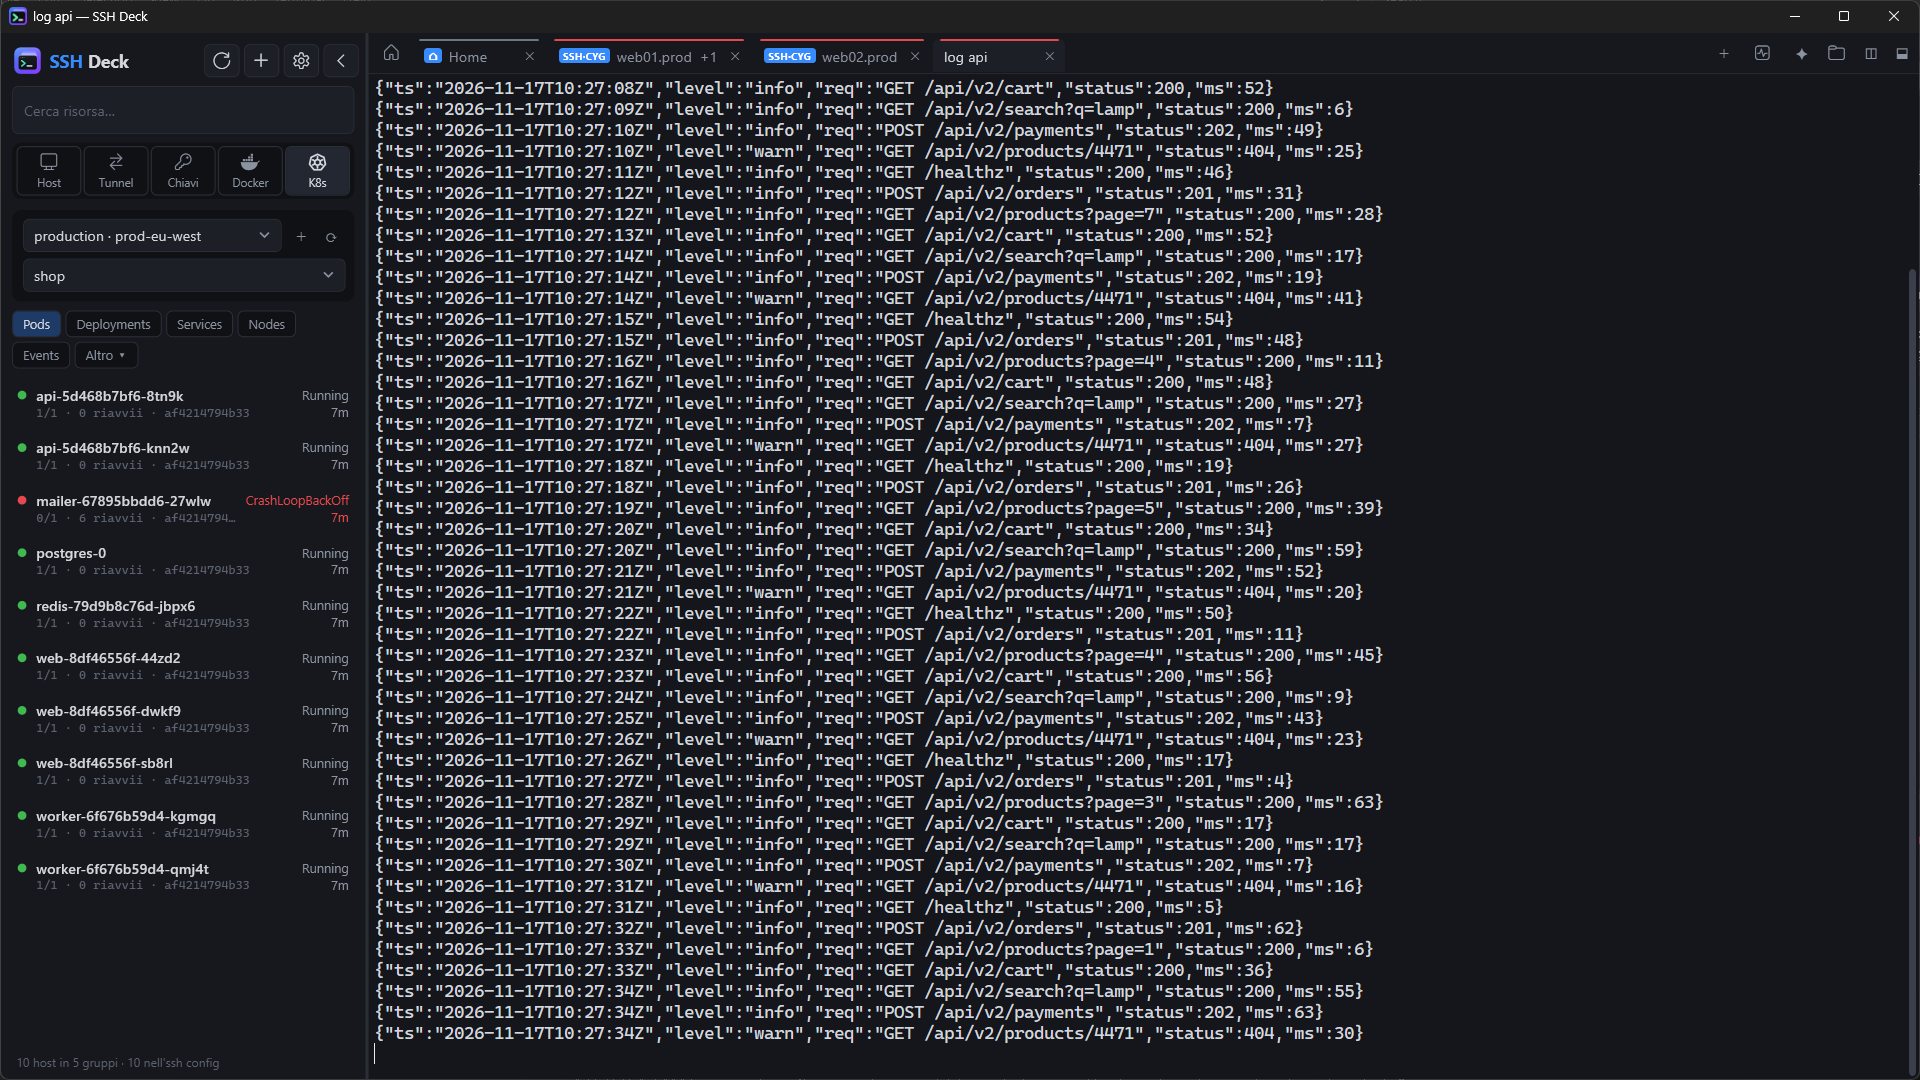 log api — SSH Deck
SSH Deck
Cerca risorsa...
Host
Tunnel
Chiavi
Docker
K8s
production · prod-eu-west
shop
Pods
Deployments
Services
Nodes
Events
Altro
api-5d468b7bf6-8tn9k Running
1/1 · 0 riavvii · af4214794b33 7m
api-5d468b7bf6-knn2w Running
1/1 · 0 riavvii · af4214794b33 7m
mailer-67895bbdd6-27wlw CrashLoopBackOff
0/1 · 6 riavvii · af4214794… 7m
postgres-0 Running
1/1 · 0 riavvii · af4214794b33 7m
redis-79d9b8c76d-jbpx6 Running
1/1 · 0 riavvii · af4214794b33 7m
web-8df46556f-44zd2 Running
1/1 · 0 riavvii · af4214794b33 7m
web-8df46556f-dwkf9 Running
1/1 · 0 riavvii · af4214794b33 7m
web-8df46556f-sb8rl Running
1/1 · 0 riavvii · af4214794b33 7m
worker-6f676b59d4-kgmgq Running
1/1 · 0 riavvii · af4214794b33 7m
worker-6f676b59d4-qmj4t Running
1/1 · 0 riavvii · af4214794b33 7m
10 host in 5 gruppi · 10 nell'ssh config
Home
SSH-CYG web01.prod +1
SSH-CYG web02.prod
log api
{"ts":"2026-11-17T10:27:08Z","level":"info","req":"GET /api/v2/cart","status":200,"ms":52}
{"ts":"2026-11-17T10:27:09Z","level":"info","req":"GET /api/v2/search?q=lamp","status":200,"ms":6}
{"ts":"2026-11-17T10:27:10Z","level":"info","req":"POST /api/v2/payments","status":202,"ms":49}
{"ts":"2026-11-17T10:27:10Z","level":"warn","req":"GET /api/v2/products/4471","status":404,"ms":25}
{"ts":"2026-11-17T10:27:11Z","level":"info","req":"GET /healthz","status":200,"ms":46}
{"ts":"2026-11-17T10:27:12Z","level":"info","req":"POST /api/v2/orders","status":201,"ms":31}
{"ts":"2026-11-17T10:27:12Z","level":"info","req":"GET /api/v2/products?page=7","status":200,"ms":28}
{"ts":"2026-11-17T10:27:13Z","level":"info","req":"GET /api/v2/cart","status":200,"ms":52}
{"ts":"2026-11-17T10:27:14Z","level":"info","req":"GET /api/v2/search?q=lamp","status":200,"ms":17}
{"ts":"2026-11-17T10:27:14Z","level":"info","req":"POST /api/v2/payments","status":202,"ms":19}
{"ts":"2026-11-17T10:27:14Z","level":"warn","req":"GET /api/v2/products/4471","status":404,"ms":41}
{"ts":"2026-11-17T10:27:15Z","level":"info","req":"GET /healthz","status":200,"ms":54}
{"ts":"2026-11-17T10:27:15Z","level":"info","req":"POST /api/v2/orders","status":201,"ms":48}
{"ts":"2026-11-17T10:27:16Z","level":"info","req":"GET /api/v2/products?page=4","status":200,"ms":11}
{"ts":"2026-11-17T10:27:16Z","level":"info","req":"GET /api/v2/cart","status":200,"ms":48}
{"ts":"2026-11-17T10:27:17Z","level":"info","req":"GET /api/v2/search?q=lamp","status":200,"ms":27}
{"ts":"2026-11-17T10:27:17Z","level":"info","req":"POST /api/v2/payments","status":202,"ms":7}
{"ts":"2026-11-17T10:27:17Z","level":"warn","req":"GET /api/v2/products/4471","status":404,"ms":27}
{"ts":"2026-11-17T10:27:18Z","level":"info","req":"GET /healthz","status":200,"ms":19}
{"ts":"2026-11-17T10:27:18Z","level":"info","req":"POST /api/v2/orders","status":201,"ms":26}
{"ts":"2026-11-17T10:27:19Z","level":"info","req":"GET /api/v2/products?page=5","status":200,"ms":39}
{"ts":"2026-11-17T10:27:20Z","level":"info","req":"GET /api/v2/cart","status":200,"ms":34}
{"ts":"2026-11-17T10:27:20Z","level":"info","req":"GET /api/v2/search?q=lamp","status":200,"ms":59}
{"ts":"2026-11-17T10:27:21Z","level":"info","req":"POST /api/v2/payments","status":202,"ms":52}
{"ts":"2026-11-17T10:27:21Z","level":"warn","req":"GET /api/v2/products/4471","status":404,"ms":20}
{"ts":"2026-11-17T10:27:22Z","level":"info","req":"GET /healthz","status":200,"ms":50}
{"ts":"2026-11-17T10:27:22Z","level":"info","req":"POST /api/v2/orders","status":201,"ms":11}
{"ts":"2026-11-17T10:27:23Z","level":"info","req":"GET /api/v2/products?page=4","status":200,"ms":45}
{"ts":"2026-11-17T10:27:23Z","level":"info","req":"GET /api/v2/cart","status":200,"ms":56}
{"ts":"2026-11-17T10:27:24Z","level":"info","req":"GET /api/v2/search?q=lamp","status":200,"ms":9}
{"ts":"2026-11-17T10:27:25Z","level":"info","req":"POST /api/v2/payments","status":202,"ms":43}
{"ts":"2026-11-17T10:27:26Z","level":"warn","req":"GET /api/v2/products/4471","status":404,"ms":23}
{"ts":"2026-11-17T10:27:26Z","level":"info","req":"GET /healthz","status":200,"ms":17}
{"ts":"2026-11-17T10:27:27Z","level":"info","req":"POST /api/v2/orders","status":201,"ms":4}
{"ts":"2026-11-17T10:27:28Z","level":"info","req":"GET /api/v2/products?page=3","status":200,"ms":63}
{"ts":"2026-11-17T10:27:29Z","level":"info","req":"GET /api/v2/cart","status":200,"ms":17}
{"ts":"2026-11-17T10:27:29Z","level":"info","req":"GET /api/v2/search?q=lamp","status":200,"ms":17}
{"ts":"2026-11-17T10:27:30Z","level":"info","req":"POST /api/v2/payments","status":202,"ms":7}
{"ts":"2026-11-17T10:27:31Z","level":"warn","req":"GET /api/v2/products/4471","status":404,"ms":16}
{"ts":"2026-11-17T10:27:31Z","level":"info","req":"GET /healthz","status":200,"ms":5}
{"ts":"2026-11-17T10:27:32Z","level":"info","req":"POST /api/v2/orders","status":201,"ms":62}
{"ts":"2026-11-17T10:27:33Z","level":"info","req":"GET /api/v2/products?page=1","status":200,"ms":6}
{"ts":"2026-11-17T10:27:33Z","level":"info","req":"GET /api/v2/cart","status":200,"ms":36}
{"ts":"2026-11-17T10:27:34Z","level":"info","req":"GET /api/v2/search?q=lamp","status":200,"ms":55}
{"ts":"2026-11-17T10:27:34Z","level":"info","req":"POST /api/v2/payments","status":202,"ms":63}
{"ts":"2026-11-17T10:27:34Z","level":"warn","req":"GET /api/v2/products/4471","status":404,"ms":30}